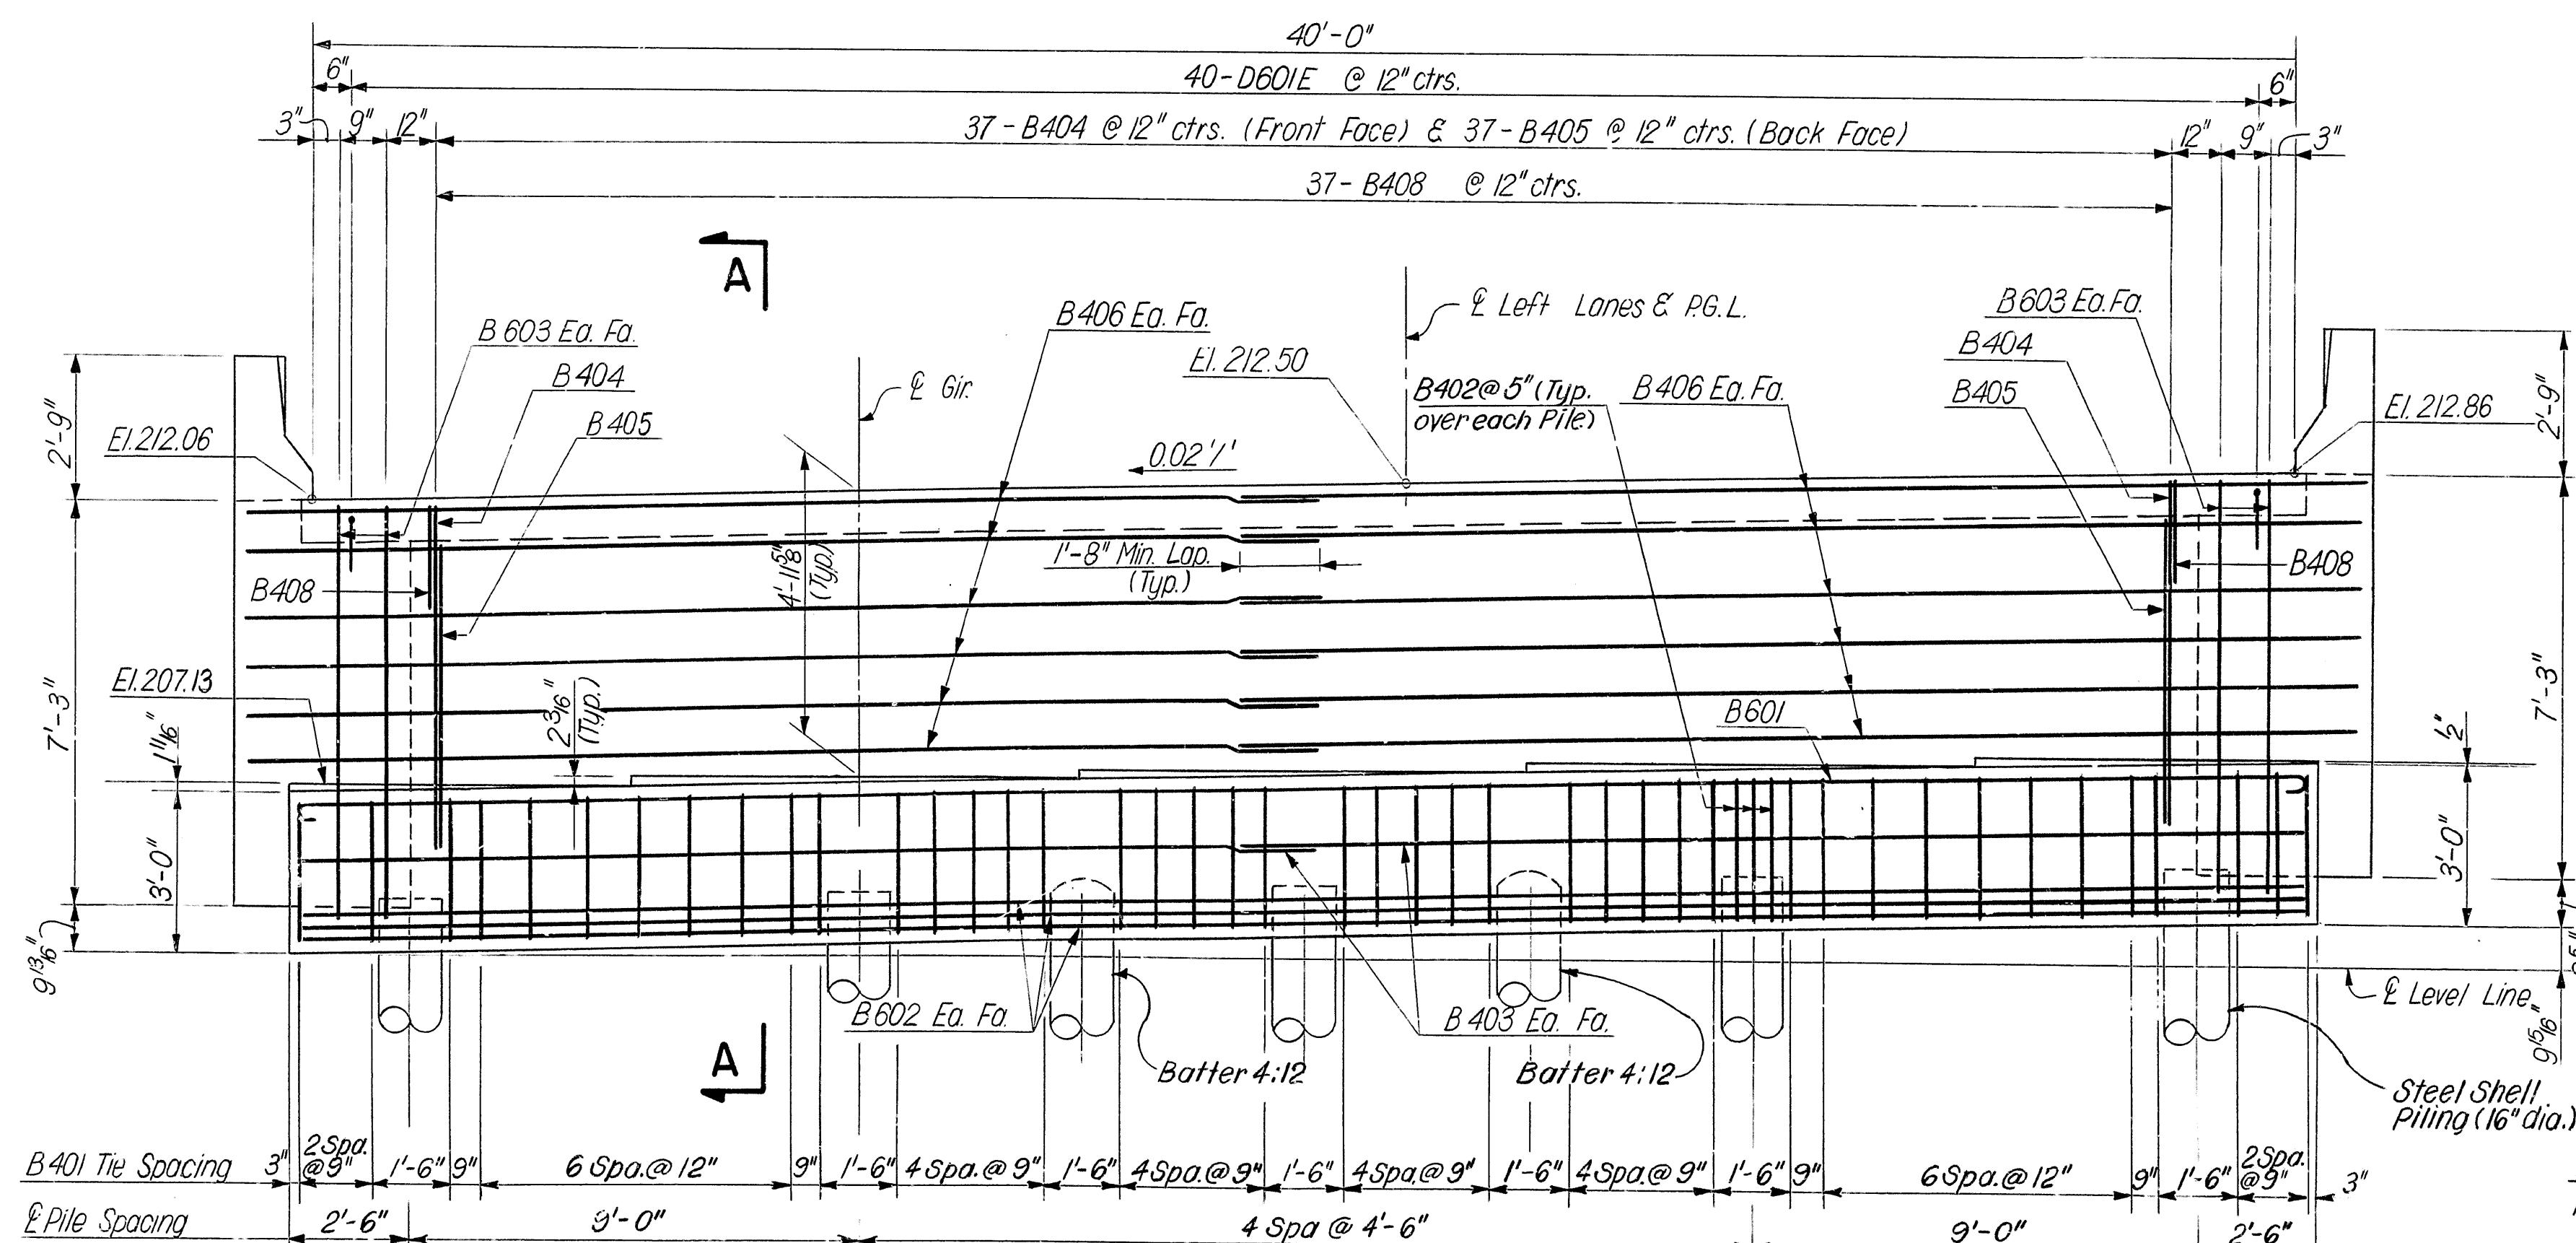 40'-0"
6" 40-D601E @ 12" ctrs. 6"
3" 9" 12" 37-B404 @ 12" ctrs. (Front Face) & 37-B405 @ 12" ctrs. (Back Face) 12" 9" 3"
37-B408 @ 12" ctrs.
A
℄ Left Lanes & P.G.L.
B603 Ea. Fa.
B406 Ea. Fa.
B603 Ea. Fa.
B404
El. 212.50
B404
B405
℄ Gir.
B402@5" (Typ.
over each Pile)
B406 Ea. Fa.
B405
2'-9"
El. 212.06
0.02'/'
El. 212.86
2'-9"
4'-11 5/8"
(Typ.)
1'-8" Min. Lap.
(Typ.)
B408
B408
7'-3"
El. 207.13
1 11/16"
2 3/16"
(Typ.)
B601
1/2"
7'-3"
3'-0"
3'-0"
9 13/16"
B602 Ea. Fa.
B403 Ea. Fa.
℄ Level Line
9 15/16"
A
Batter 4:12
Batter 4:12
Steel Shell
Piling (16" dia.)
B401 Tie Spacing 3" 2 Spa. @ 9" 1'-6" 9" 6 Spa. @ 12" 9" 1'-6" 4 Spa. @ 9" 1'-6" 4 Spa. @ 9" 1'-6" 4 Spa. @ 9" 1'-6" 4 Spa. @ 9" 1'-6" 9" 6 Spa. @ 12" 9" 1'-6" 2 Spa. @ 9" 3"
℄ Pile Spacing 2'-6" 9'-0" 4 Spa @ 4'-6" 9'-0" 2'-6"